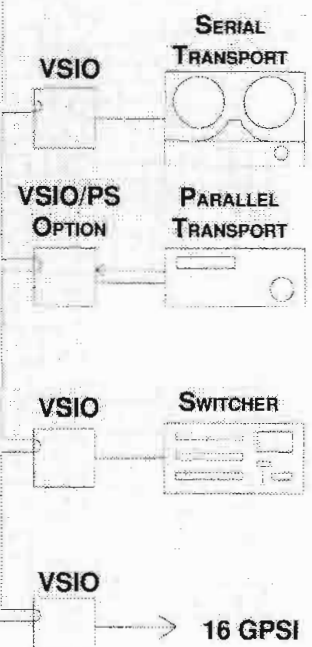 SERIAL
TRANSPORT
VSIO
VSIO/PS
OPTION
PARALLEL
TRANSPORT
VSIO
SWITCHER
VSIO
16 GPSI